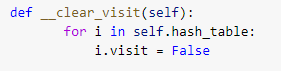 def __clear_visit(self):
        for i in self.hash_table:
            i.visit = False